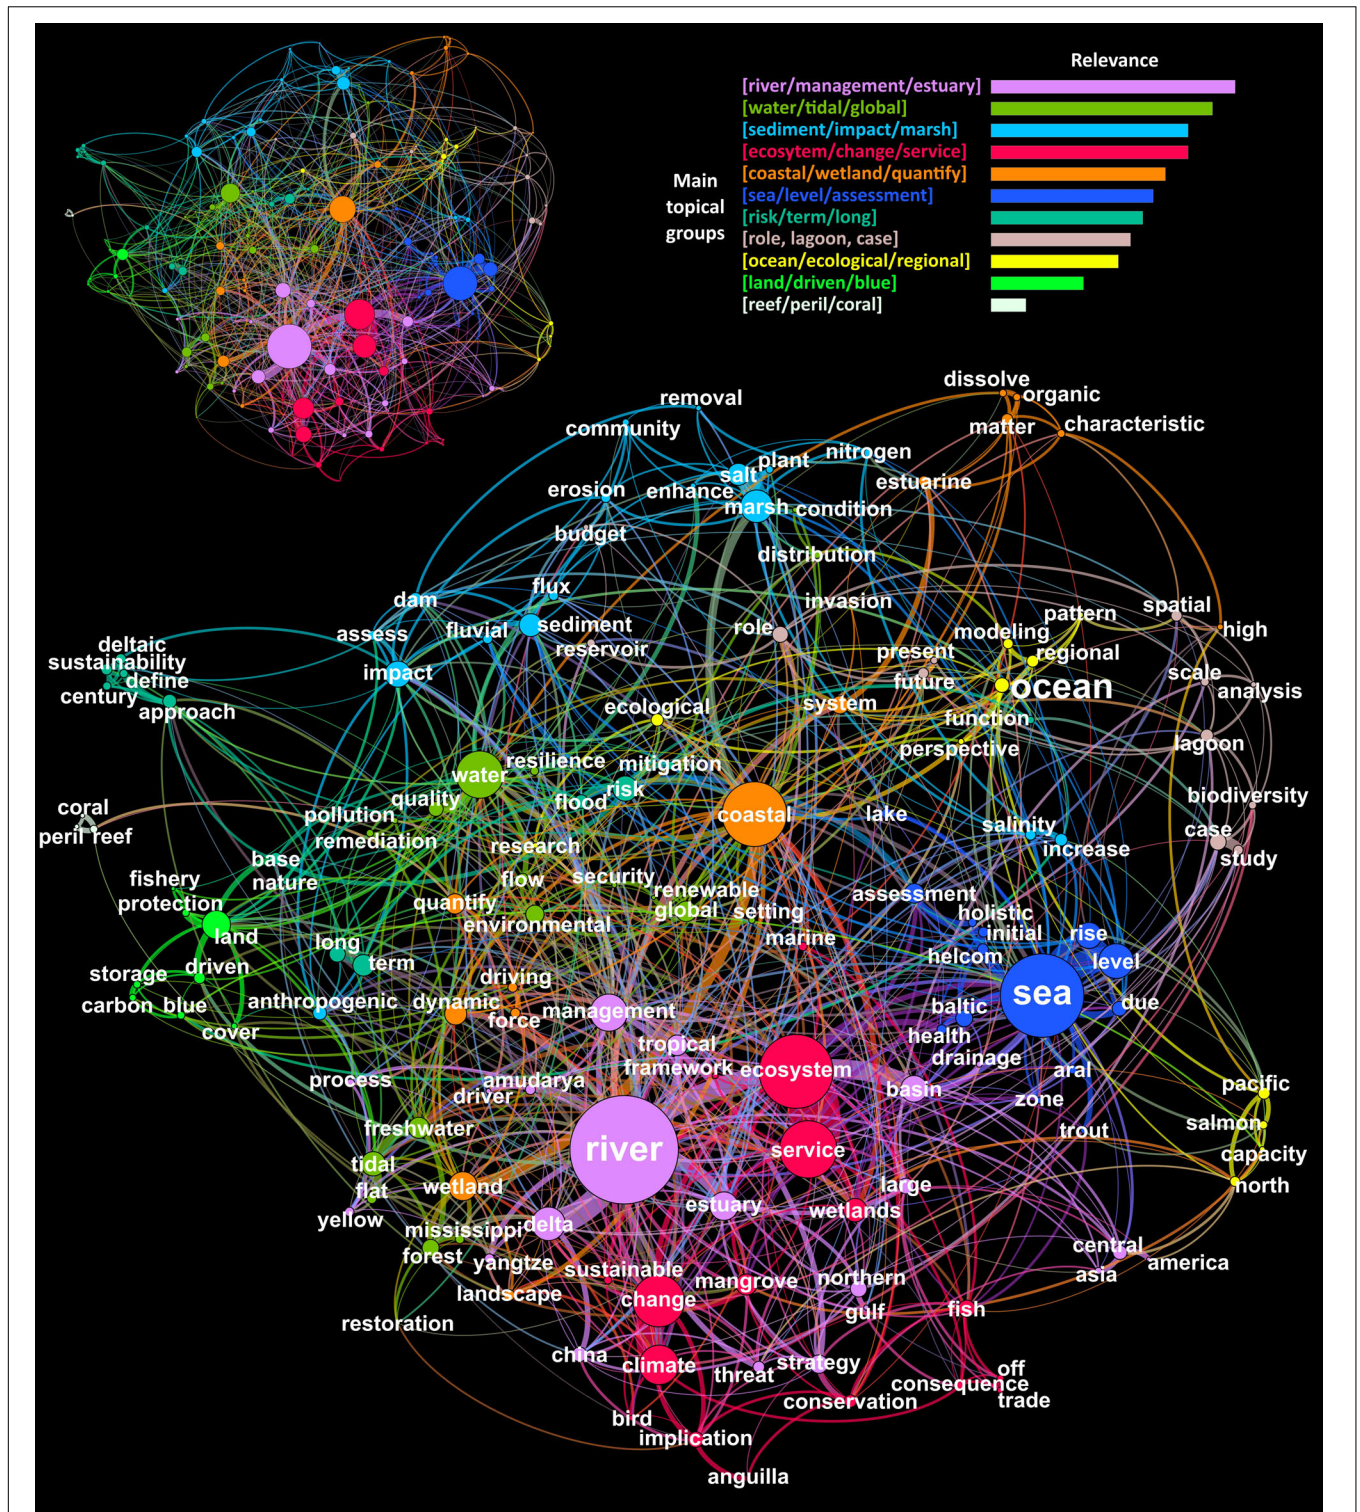 Relevance
[river/management/estuary]
[water/tidal/global]
[sediment/impact/marsh]
[ecosytem/change/service]
[coastal/wetland/quantify]
[sea/level/assessment]
[risk/term/long]
[role, lagoon, case]
[ocean/ecological/regional]
[land/driven/blue]
[reef/peril/coral]
Main
topical
groups
dissolve
organic
removal
community
matter
characteristic
plant
nitrogen
salt
estuarine
erosion
enhance
marsh
condition
budget
distribution
flux
dam
invasion
spatial
pattern
assess
fluvial
sediment
role
modeling
high
deltaic
reservoir
present
regional
sustainability
impact
future
scale
define
century
ocean
analysis
approach
ecological
system
function
perspective
lagoon
resilience
mitigation
water
risk
quality
flood
biodiversity
coral
pollution
coastal
lake
salinity
case
peril
reef
remediation
research
increase
study
base
nature
flow
security
fishery
renewable
assessment
protection
quantify
global
setting
holistic
environmental
initial
rise
land
long
marine
helcom
level
term
driven
storage
driving
sea
carbon
blue
anthropogenic
dynamic
management
baltic
due
cover
force
health
tropical
drainage
framework
ecosystem
aral
process
amudarya
basin
pacific
driver
zone
freshwater
trout
salmon
river
service
capacity
tidal
flat
wetland
large
north
yellow
estuary
wetlands
mississippi
delta
forest
yangtze
central
sustainable
northern
america
landscape
mangrove
asia
change
gulf
fish
restoration
china
climate
threat
strategy
off
consequence
conservation
trade
bird
implication
anguilla